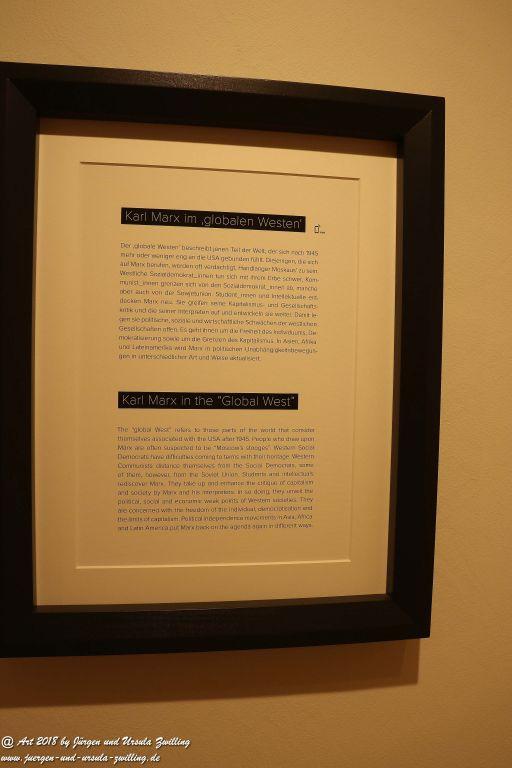 Karl Marx im ‚globalen Westen‘
Der ‚globale Westen‘ beschreibt jenen Teil der Welt, der sich nach 1945
mehr oder weniger eng an die USA gebunden fühlt. Diejenigen, die sich
auf Marx berufen, werden oft verdächtigt, ‚Handlanger Moskaus‘ zu sein.
Westliche Sozialdemokrat_innen tun sich mit ihrem Erbe schwer, Kom-
munist_innen grenzen sich von den Sozialdemokrat_innen ab, manche
aber auch von der Sowjetunion. Student_innen und Intellektuelle ent-
decken Marx neu. Sie greifen seine Kapitalismus- und Gesellschafts-
kritik und die seiner Interpreten auf und entwickeln sie weiter. Damit le-
gen sie politische, soziale und wirtschaftliche Schwächen der westlichen
Gesellschaften offen. Es geht ihnen um die Freiheit des Individuums, De-
mokratisierung sowie um die Grenzen des Kapitalismus. In Asien, Afrika
und Lateinamerika wird Marx in politischen Unabhängigkeitsbewegun-
gen in unterschiedlicher Art und Weise aktualisiert.
Karl Marx in the "Global West"
The "global West" refers to those parts of the world that consider
themselves associated with the USA after 1945. People who draw upon
Marx are often suspected to be "Moscow's stooges". Western Social
Democrats have difficulties coming to terms with their heritage. Western
Communists distance themselves from the Social Democrats, some
of them, however, from the Soviet Union. Students and intellectuals
rediscover Marx. They take up and enhance the critique of capitalism
and society by Marx and his interpreters. In so doing, they unveil the
political, social and economic weak points of Western societies. They
are concerned with the freedom of the individual, democratisation and
the limits of capitalism. Political independence movements in Asia, Africa
and Latin America put Marx back on the agenda again in different ways.
@ Art 2018 by Jürgen und Ursula Zwilling
www.juergen-und-ursula-zwilling.de